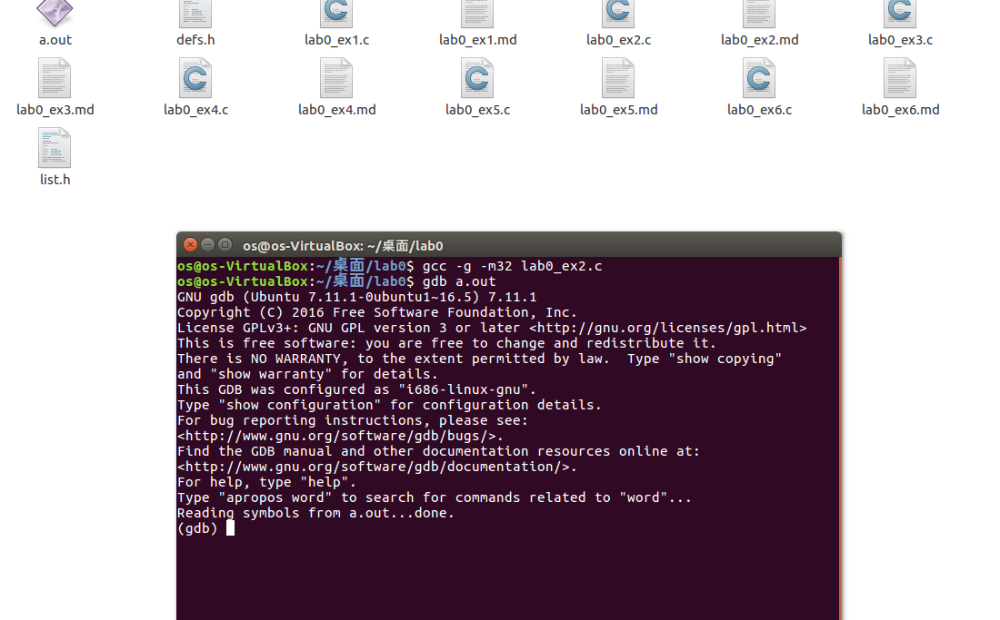 a.out defs.h lab0_ex1.c lab0_ex1.md lab0_ex2.c lab0_ex2.md lab0_ex3.c
lab0_ex3.md lab0_ex4.c lab0_ex4.md lab0_ex5.c lab0_ex5.md lab0_ex6.c lab0_ex6.md
list.h
os@os-VirtualBox: ~/桌面/lab0
os@os-VirtualBox:~/桌面/lab0$ gcc -g -m32 lab0_ex2.c
os@os-VirtualBox:~/桌面/lab0$ gdb a.out
GNU gdb (Ubuntu 7.11.1-0ubuntu1~16.5) 7.11.1
Copyright (C) 2016 Free Software Foundation, Inc.
License GPLv3+: GNU GPL version 3 or later <http://gnu.org/licenses/gpl.html>
This is free software: you are free to change and redistribute it.
There is NO WARRANTY, to the extent permitted by law.  Type "show copying"
and "show warranty" for details.
This GDB was configured as "i686-linux-gnu".
Type "show configuration" for configuration details.
For bug reporting instructions, please see:
<http://www.gnu.org/software/gdb/bugs/>.
Find the GDB manual and other documentation resources online at:
<http://www.gnu.org/software/gdb/documentation/>.
For help, type "help".
Type "apropos word" to search for commands related to "word"...
Reading symbols from a.out...done.
(gdb)